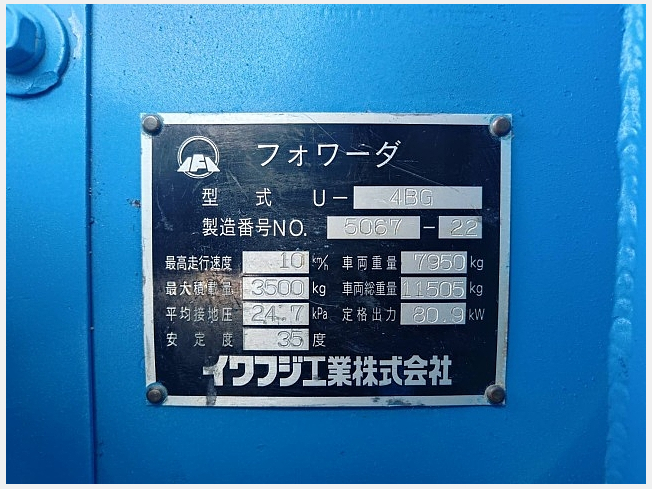 フォワーダ
型式 U-4BG
製造番号NO. 5067-22
最高走行速度 10 km/h 車両重量 7950 kg
最大積載量 3500 kg 車両総重量 11505 kg
平均接地圧 24.7 kPa 定格出力 80.9 kW
安定度 35 度
イワフジ工業株式会社